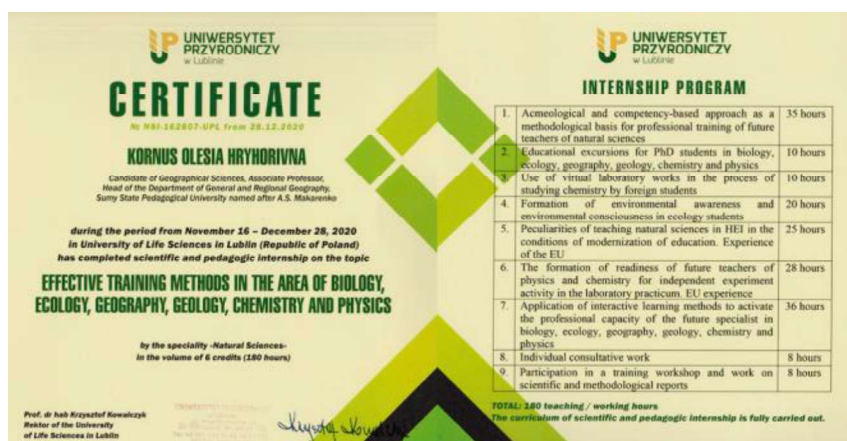 UNIWERSYTET
PRZYRODNICZY
w Lublinie
CERTIFICATE
№ NSI-162807-UPL from 28.12.2020
KORNUS OLESIA HRYHORIVNA
Candidate of Geographical Sciences, Associate Professor,
Head of the Department of General and Regional Geography,
Sumy State Pedagogical University named after A.S. Makarenko
during the period from November 16 – December 28, 2020
in University of Life Sciences in Lublin (Republic of Poland)
has completed scientific and pedagogic internship on the topic
EFFECTIVE TRAINING METHODS IN THE AREA OF BIOLOGY,
ECOLOGY, GEOGRAPHY, GEOLOGY, CHEMISTRY AND PHYSICS
by the speciality «Natural Sciences»
in the volume of 6 credits (180 hours)
Prof. dr hab Krzysztof Kowalczyk
Rektor of the University
of Life Sciences in Lublin
UNIWERSYTET
PRZYRODNICZY
w Lublinie
INTERNSHIP PROGRAM
1. Acmeological and competency-based approach as a 35 hours
methodological basis for professional training of future
teachers of natural sciences
2. Educational excursions for PhD students in biology, 10 hours
ecology, geography, geology, chemistry and physics
3. Use of virtual laboratory works in the process of 10 hours
studying chemistry by foreign students
4. Formation of environmental awareness and 20 hours
environmental consciousness in ecology students
5. Peculiarities of teaching natural sciences in HEI in the 25 hours
conditions of modernization of education. Experience
of the EU
6. The formation of readiness of future teachers of 28 hours
physics and chemistry for independent experiment
activity in the laboratory practicum. EU experience
7. Application of interactive learning methods to activate 36 hours
the professional capacity of the future specialist in
biology, ecology, geography, geology, chemistry and
physics
8. Individual consultative work 8 hours
9. Participation in a training workshop and work on 8 hours
scientific and methodological reports
TOTAL: 180 teaching / working hours
The curriculum of scientific and pedagogic internship is fully carried out.